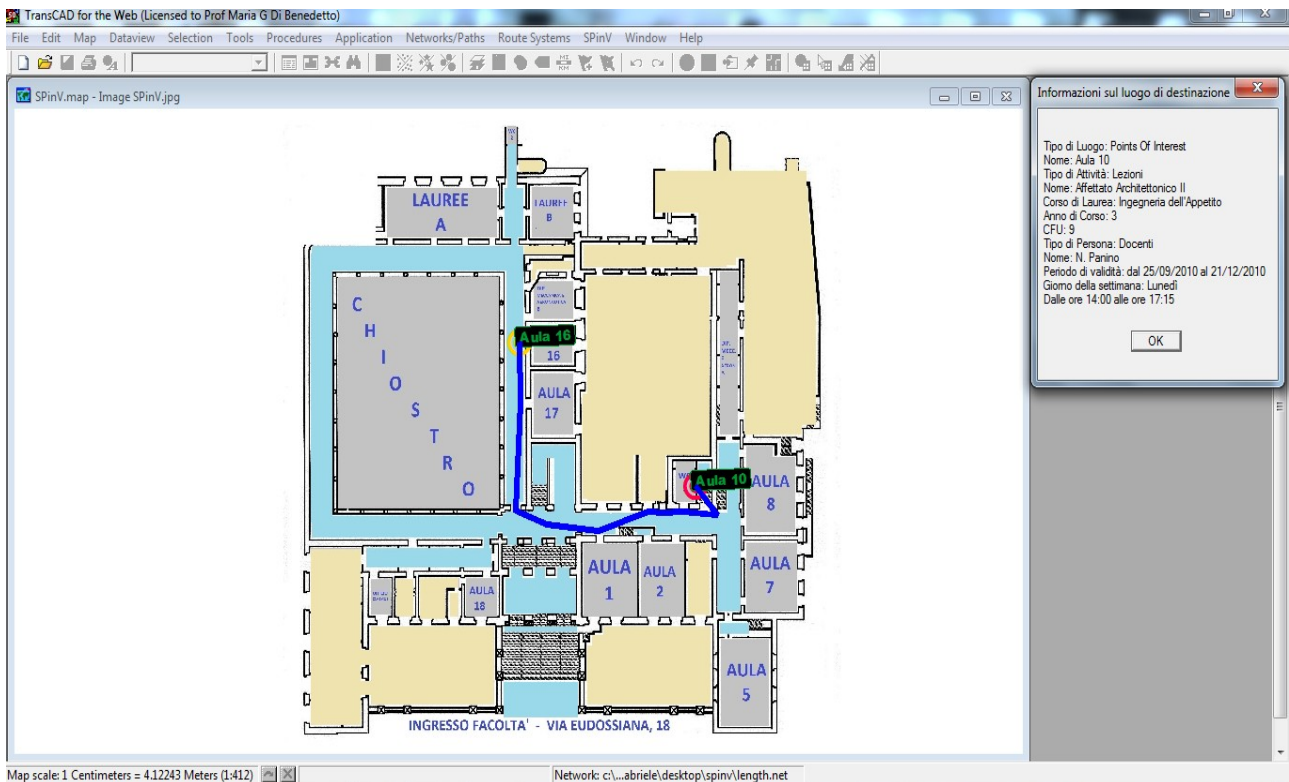 TransCAD for the Web (Licensed to Prof Maria G Di Benedetto)
File Edit Map Dataview Selection Tools Procedures Application Networks/Paths Route Systems SPinV Window Help
SPinV.map - Image SPinV.jpg
Informazioni sul luogo di destinazione
Tipo di Luogo: Points Of Interest
Nome: Aula 10
Tipo di Attività: Lezioni
Nome: Affettato Architettonico II
Corso di Laurea: Ingegneria dell'Appetito
Anno di Corso: 3
CFU: 9
Tipo di Persona: Docenti
Nome: N. Panino
Periodo di validità: dal 25/09/2010 al 21/12/2010
Giorno della settimana: Lunedì
Dalle ore 14:00 alle ore 17:15
OK
LAUREE
A
LAUREE
B
CHIOSTRO
Aula 16
16
AULA
17
Aula 10
AULA
8
AULA
1
AULA
2
AULA
7
AULA
18
AULA
5
INGRESSO FACOLTA' - VIA EUDOSSIANA, 18
Map scale: 1 Centimeters = 4.12243 Meters (1:412)
Network: c:\...abriele\desktop\spinv\length.net